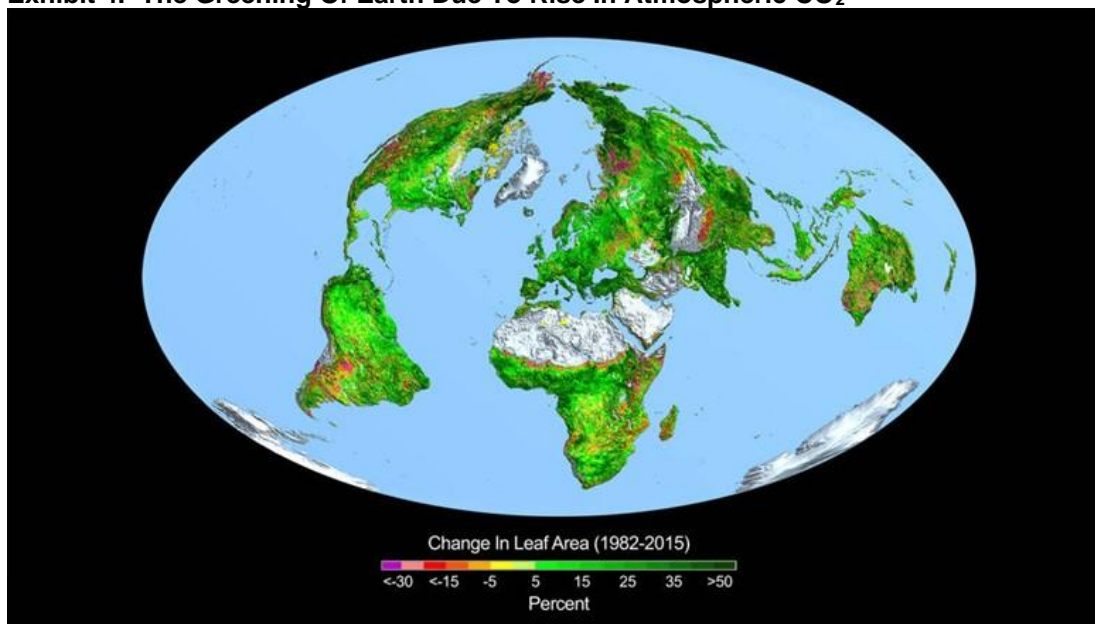 Exhibit 4: The Greening Of Earth Due To Rise In Atmospheric CO₂
Change In Leaf Area (1982-2015)
<-30 <-15 -5 5 15 25 35 >50
Percent